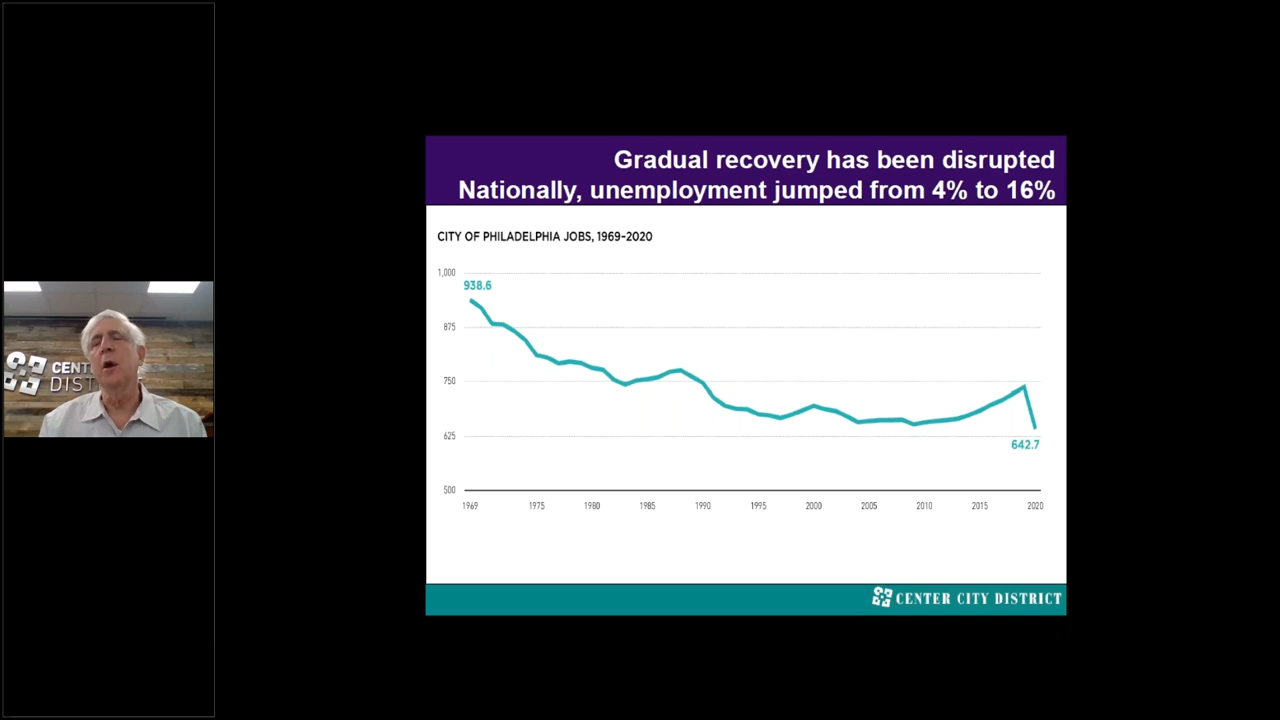 Gradual recovery has been disrupted
Nationally, unemployment jumped from 4% to 16%
CITY OF PHILADELPHIA JOBS, 1969-2020
1,000
938.6
875
750
625
642.7
500
1969 1975 1980 1985 1990 1995 2000 2005 2010 2015 2020
CENTER CITY DISTRICT
CENT
DIST